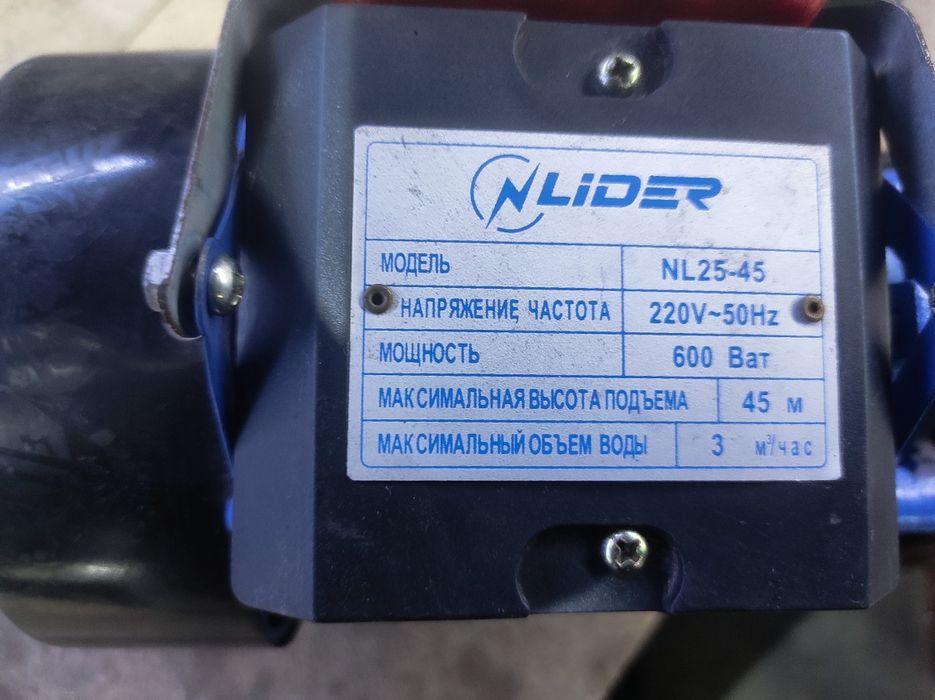 NLIDER
МОДЕЛЬ NL25-45
НАПРЯЖЕНИЕ ЧАСТОТА 220V~50Hz
МОЩНОСТЬ 600 Ват
МАКСИМАЛЬНАЯ ВЫСОТА ПОДЪЕМА 45 м
МАКСИМАЛЬНЫЙ ОБЪЕМ ВОДЫ 3 м³/час